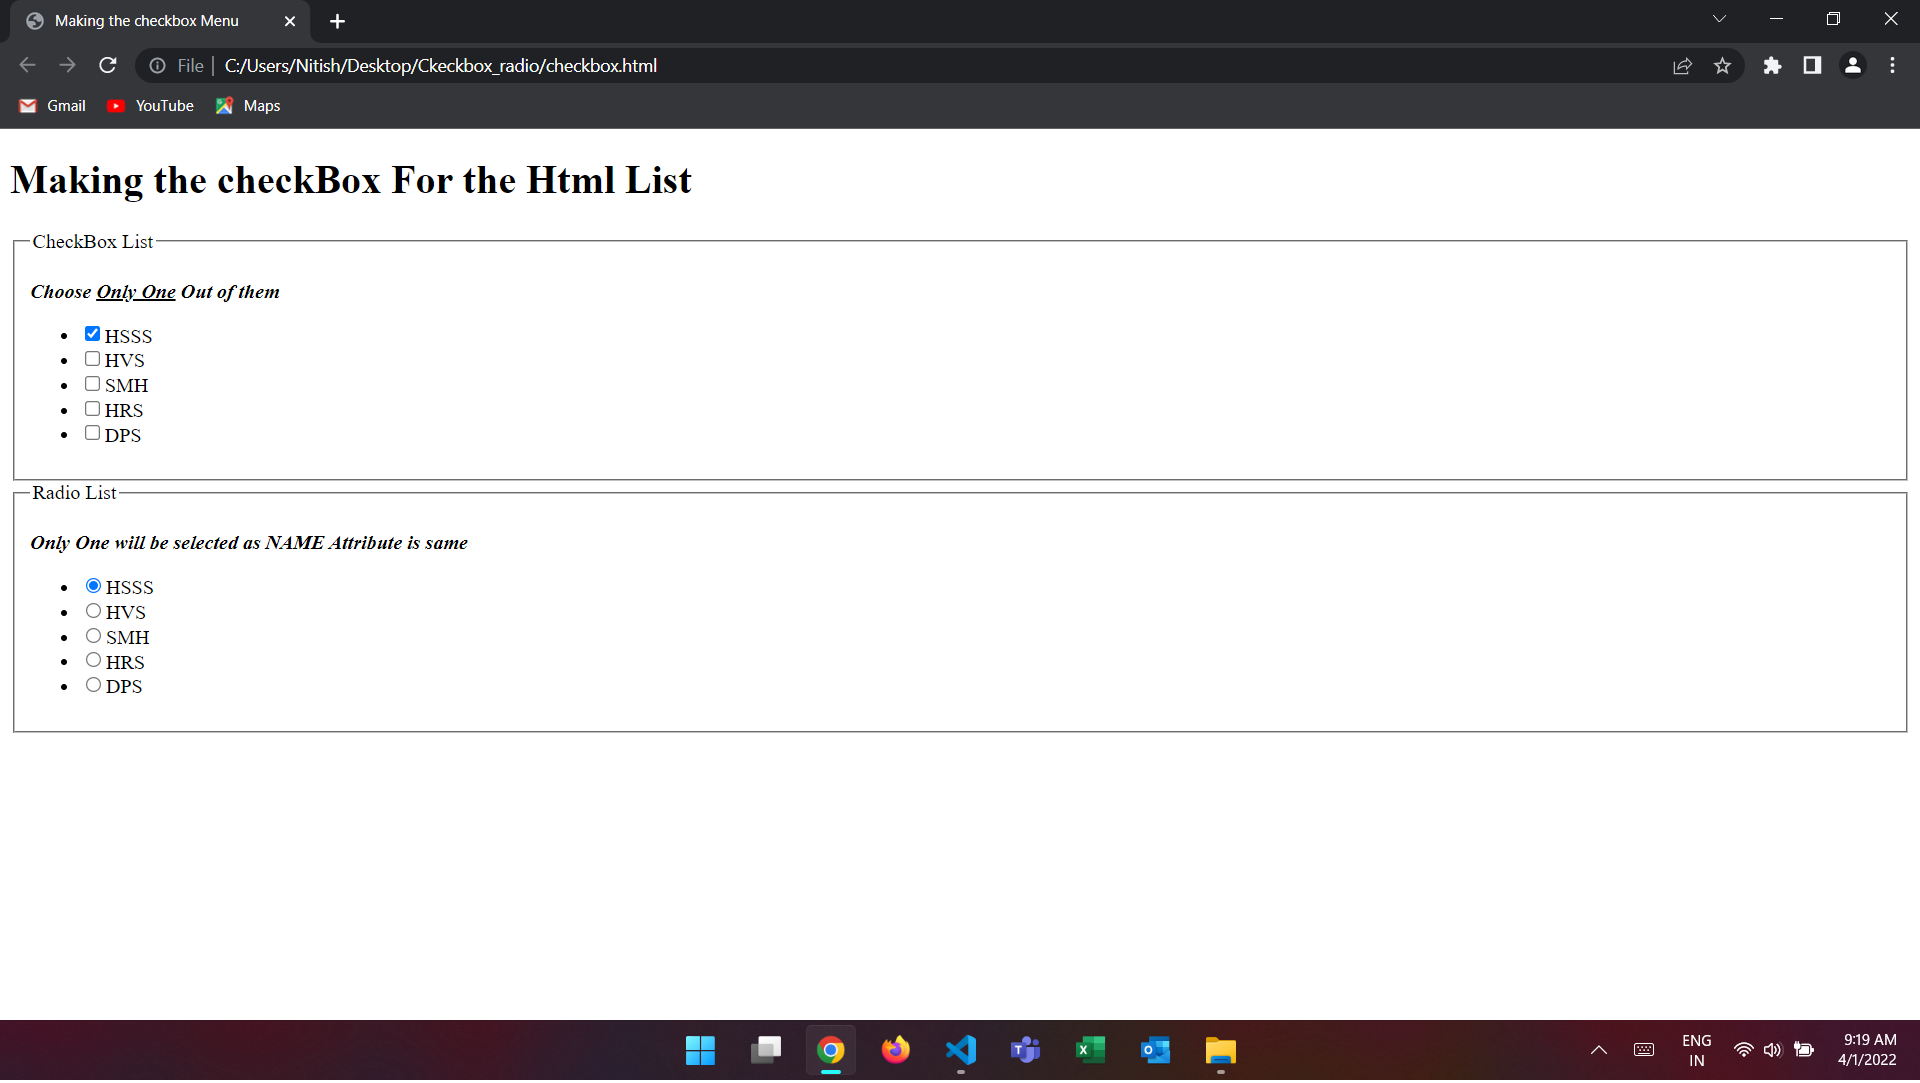 Making the checkbox Menu
File C:/Users/Nitish/Desktop/Ckeckbox_radio/checkbox.html
Gmail YouTube Maps
Making the checkBox For the Html List
CheckBox List
Choose Only One Out of them
HSSS
HVS
SMH
HRS
DPS
Radio List
Only One will be selected as NAME Attribute is same
HSSS
HVS
SMH
HRS
DPS
ENG
IN
9:19 AM
4/1/2022